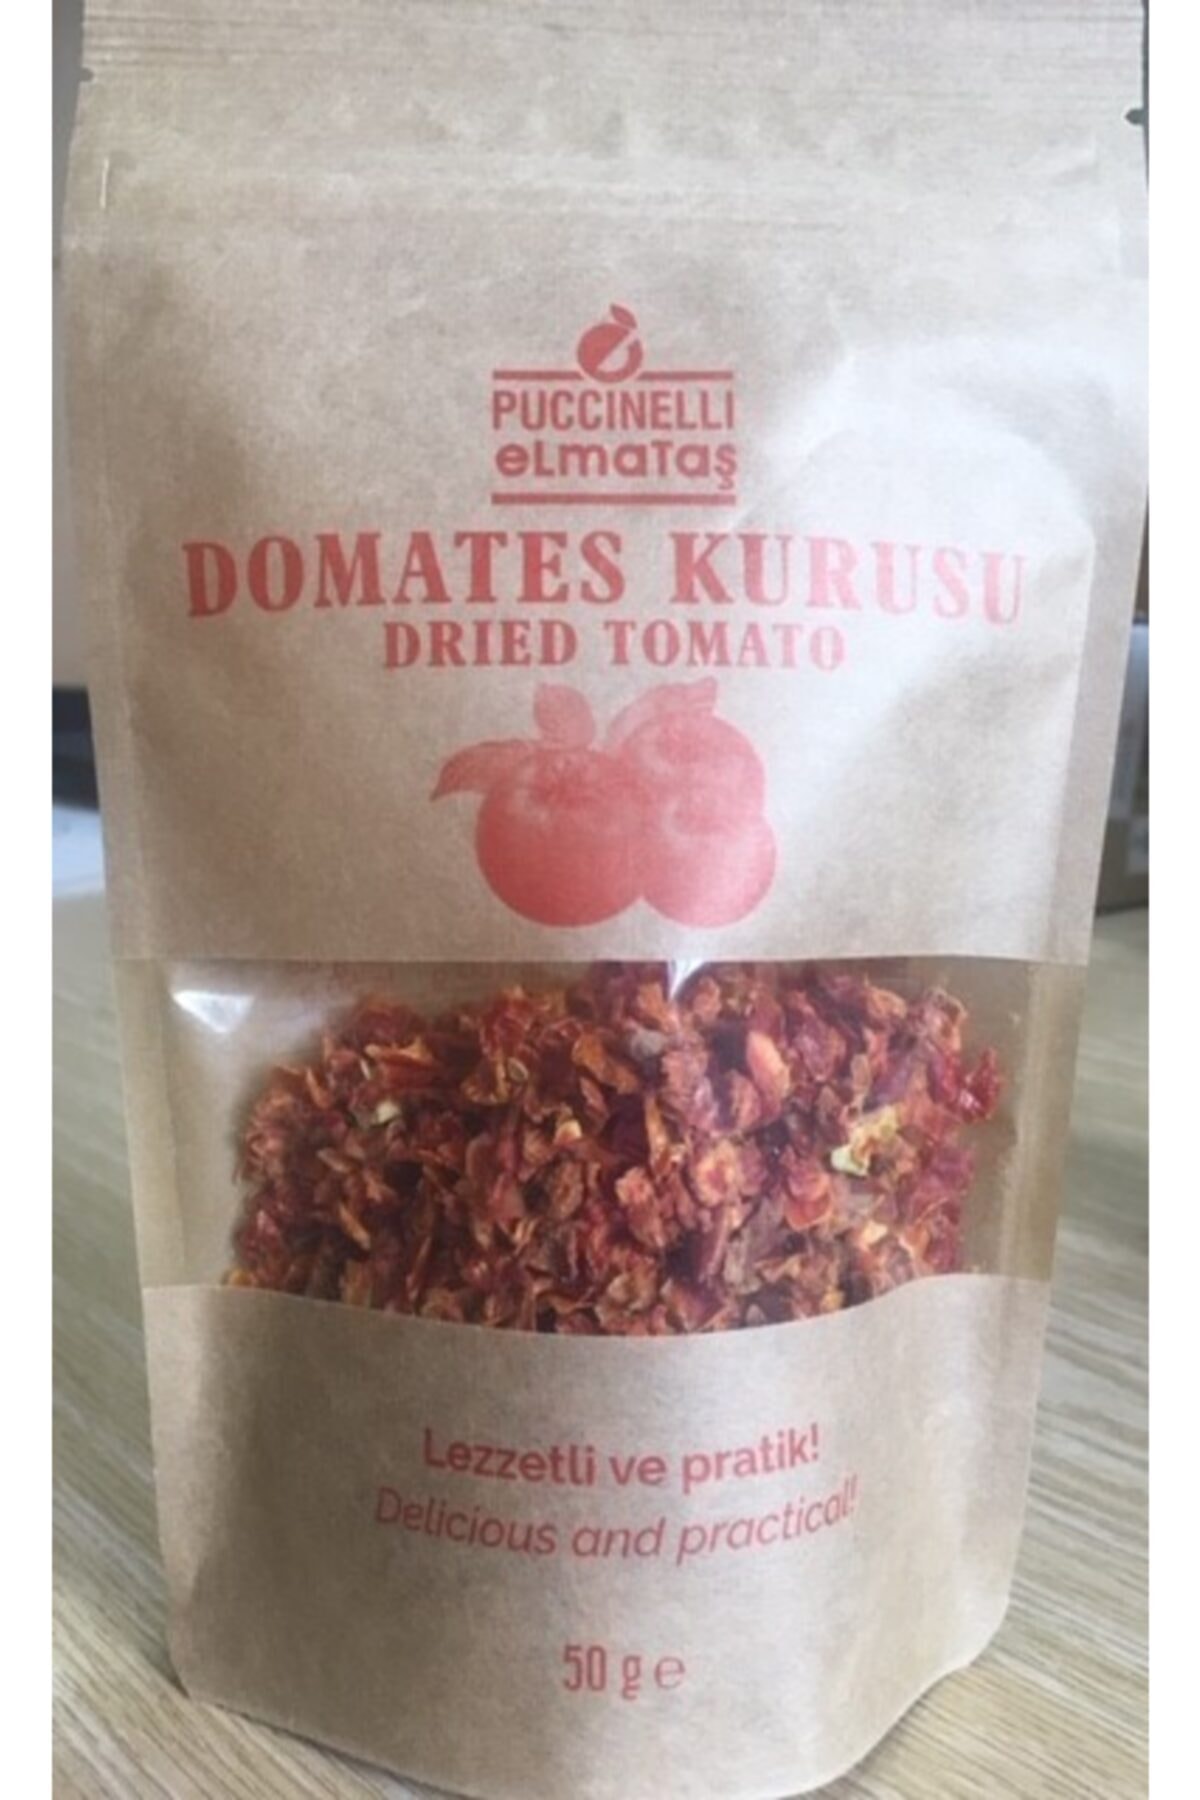 PUCCINELLI
eLmaTaş
DOMATES KURUSU
DRIED TOMATO
Lezzetli ve pratik!
Delicious and practical!
50 g ℮